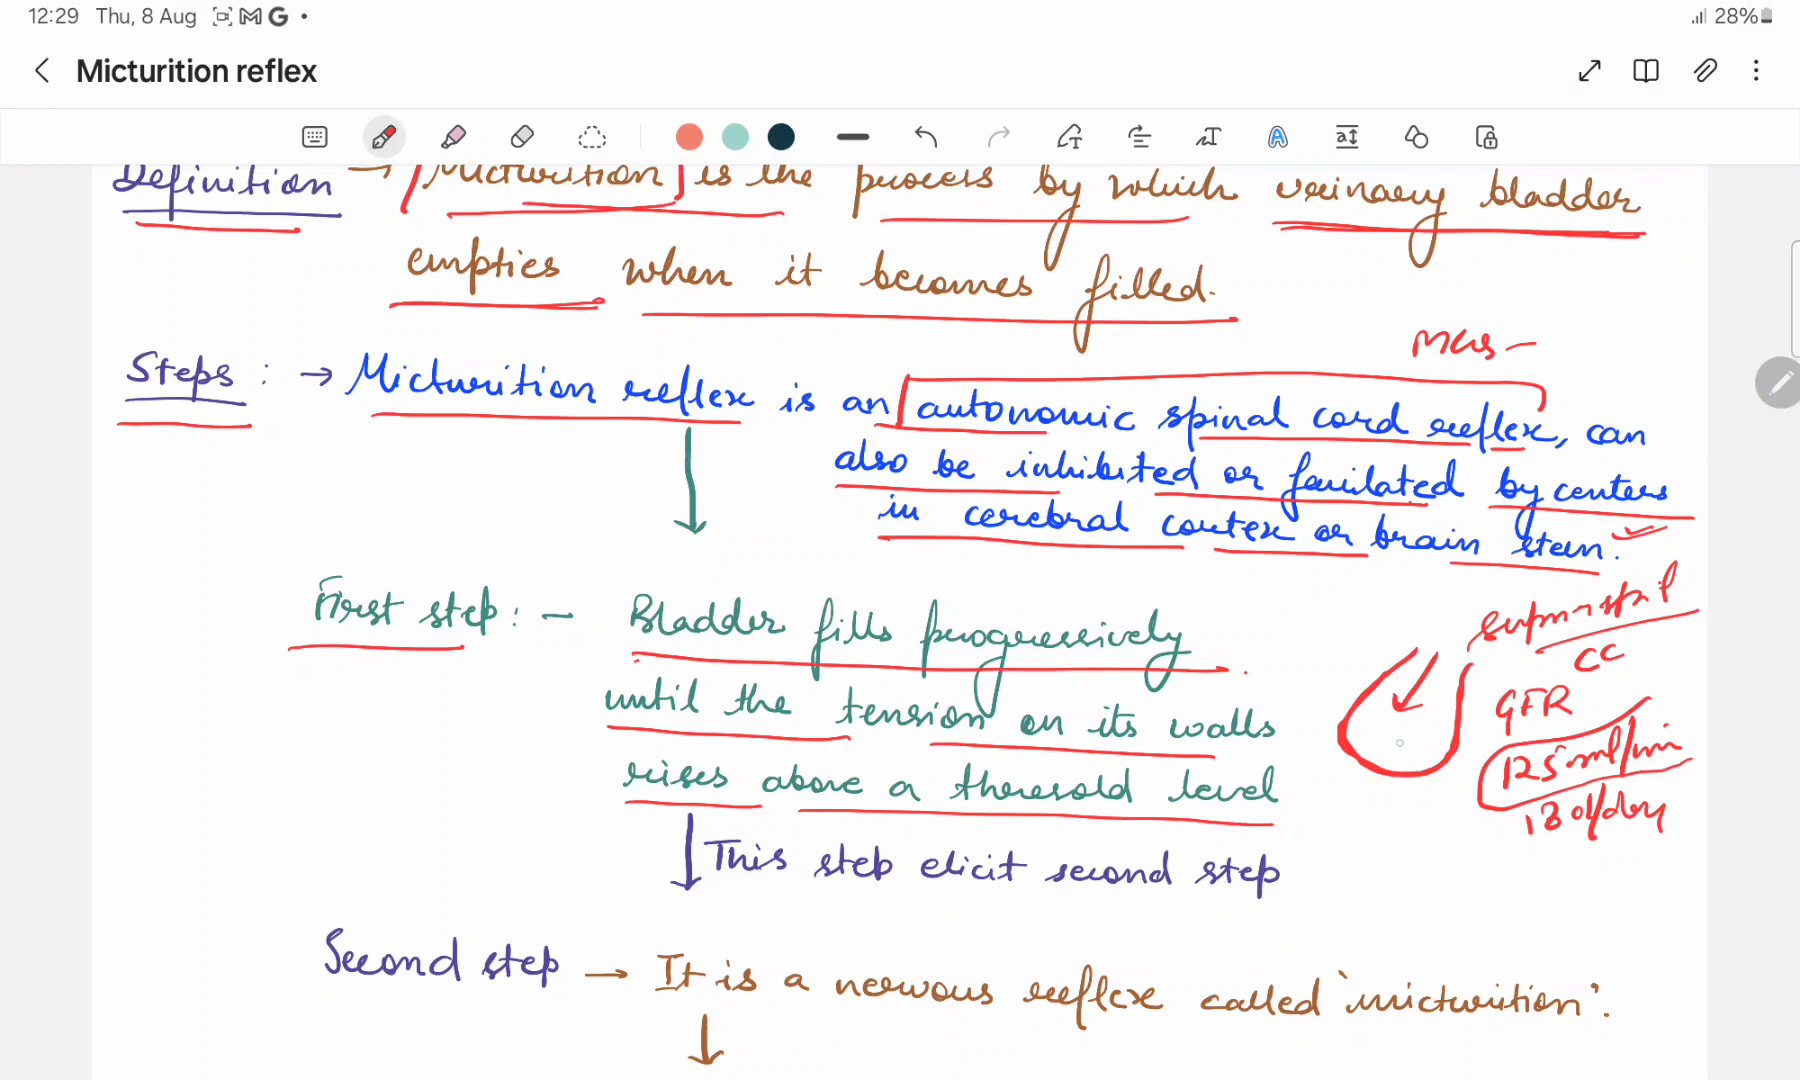 12:29 Thu, 8 Aug
28%
Micturition reflex
Definition → Micturition is the process by which urinary bladder
empties when it becomes filled.
MCQs -
Steps : → Micturition reflex is an autonomic spinal cord reflex, can
also be inhibited or facilated by centers
in cerebral cortex or brain stem.
First step : - Bladder fills progressively
until the tension on its walls
rises above a thresold level
CC
GFR
125 ml/min
180l/day
This step elicit second step
Second step → It is a nervous reflex called 'micturition'.